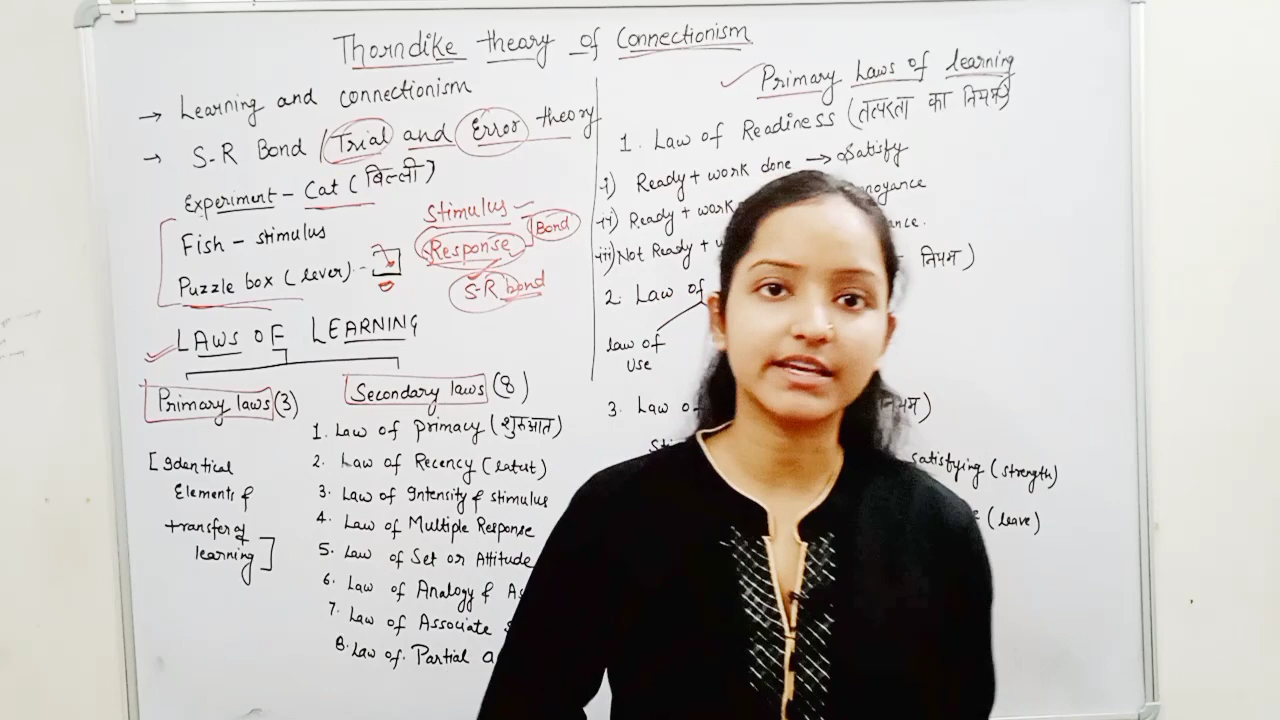 Thorndike theory of Connectionism
→ Learning and connectionism
→ S-R Bond / Trial and Error theory
Experiment - Cat (बिल्ली)
Fish - stimulus
Puzzle box (lever) -
Stimulus -
Response
Bond
S-R bond
LAWS OF LEARNING
Primary laws (3)
[Identical
Elements of
transfer of
learning]
Secondary laws (8)
1. Law of primacy (शुरुआत)
2. Law of Recency (latest)
3. Law of Intensity of stimulus
4. Law of Multiple Response
5. Law of Set or Attitude
6. Law of Analogy of
7. Law of Associate
8. Law of Partial
Primary Laws of learning
1. Law of Readiness (तत्परता का नियम)
i) Ready + work done → Satisfy
ii) Ready + work
iii) Not Ready +
2. Law of
नियम)
law of
Use
3. Law of
satisfying (strength)
(leave)